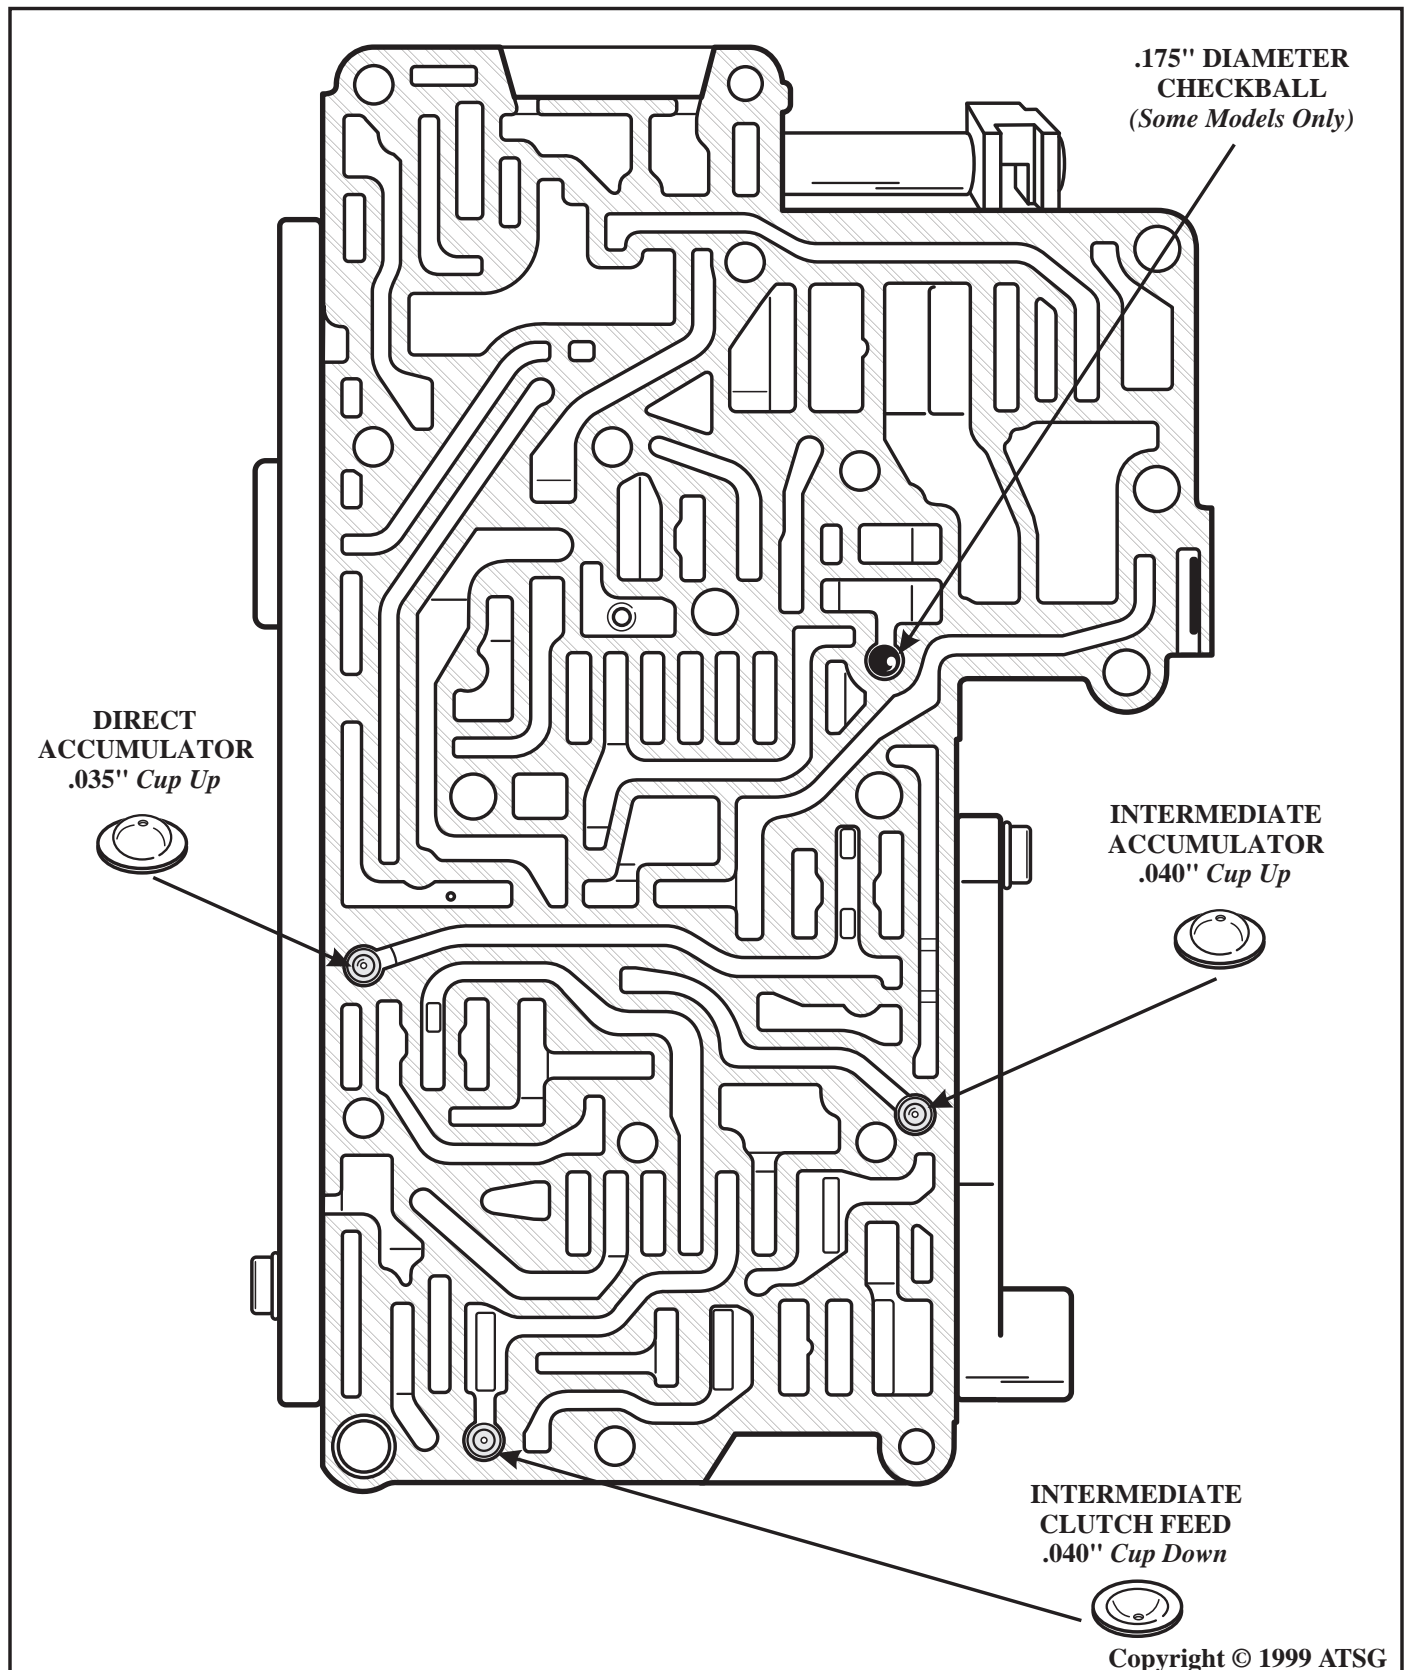 .175" DIAMETER
CHECKBALL
(Some Models Only)
DIRECT
ACCUMULATOR
.035" Cup Up
INTERMEDIATE
ACCUMULATOR
.040" Cup Up
INTERMEDIATE
CLUTCH FEED
.040" Cup Down
Copyright © 1999 ATSG